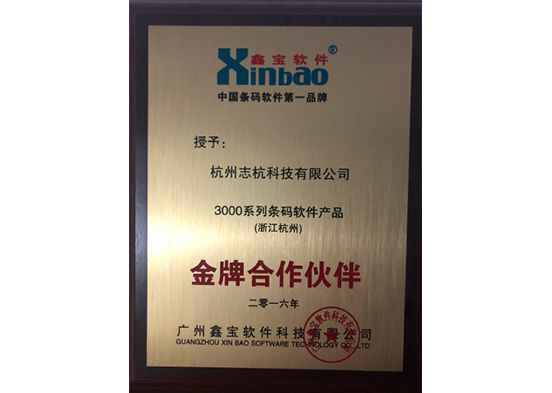 鑫宝软件®
Xinbao
中国条码软件第一品牌
授予：
杭州志杭科技有限公司
3000系列条码软件产品
(浙江杭州)
金牌合作伙伴
二零一六年
广州鑫宝软件科技有限公司
GUANGZHOU XIN BAO SOFTWARE TECHNOLOGY CO.,LTD.